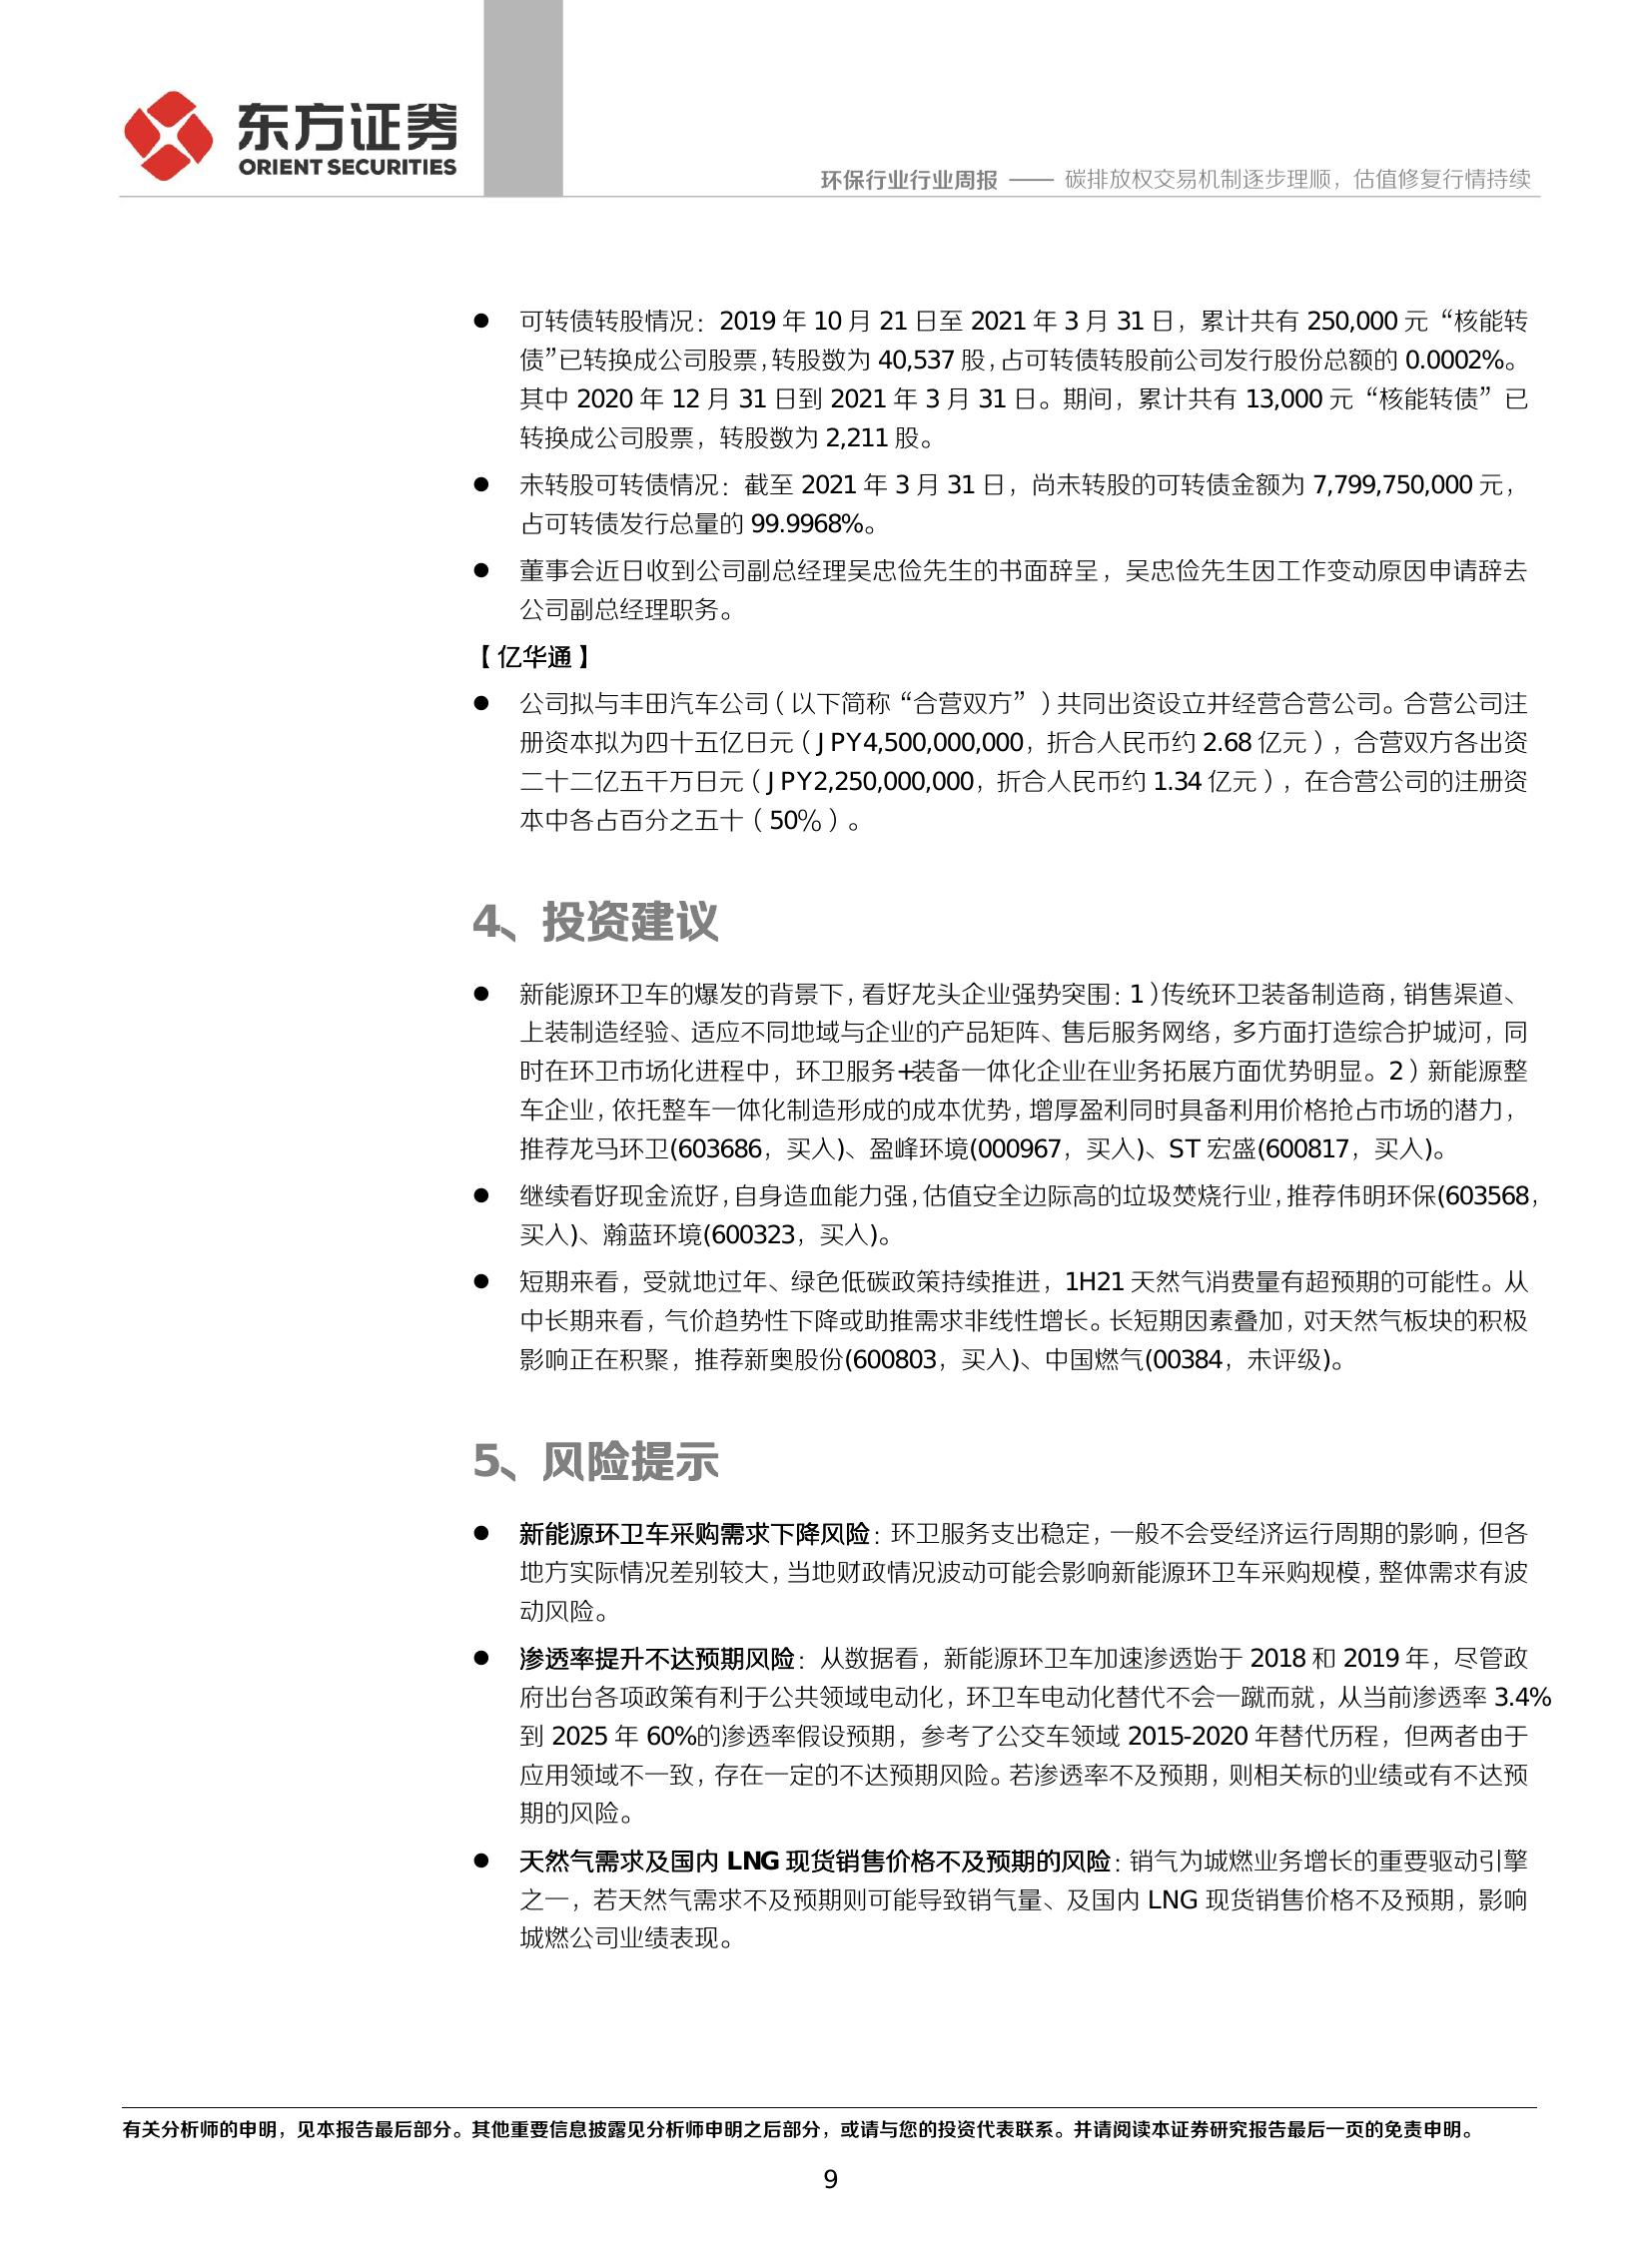 东方证券
ORIENT SECURITIES
环保行业行业周报 —— 碳排放权交易机制逐步理顺，估值修复行情持续
● 可转债转股情况：2019 年 10 月 21 日至 2021 年 3 月 31 日，累计共有 250,000 元“核能转
债”已转换成公司股票，转股数为 40,537 股，占可转债转股前公司发行股份总额的 0.0002%。
其中 2020 年 12 月 31 日到 2021 年 3 月 31 日。期间，累计共有 13,000 元“核能转债”已
转换成公司股票，转股数为 2,211 股。
● 未转股可转债情况：截至 2021 年 3 月 31 日，尚未转股的可转债金额为 7,799,750,000 元，
占可转债发行总量的 99.9968%。
● 董事会近日收到公司副总经理吴忠俭先生的书面辞呈，吴忠俭先生因工作变动原因申请辞去
公司副总经理职务。
【亿华通】
● 公司拟与丰田汽车公司（以下简称“合营双方”）共同出资设立并经营合营公司。合营公司注
册资本拟为四十五亿日元（JPY4,500,000,000，折合人民币约 2.68 亿元），合营双方各出资
二十二亿五千万日元（JPY2,250,000,000，折合人民币约 1.34 亿元），在合营公司的注册资
本中各占百分之五十（50％）。
4、投资建议
● 新能源环卫车的爆发的背景下，看好龙头企业强势突围：1）传统环卫装备制造商，销售渠道、
上装制造经验、适应不同地域与企业的产品矩阵、售后服务网络，多方面打造综合护城河，同
时在环卫市场化进程中，环卫服务+装备一体化企业在业务拓展方面优势明显。2）新能源整
车企业，依托整车一体化制造形成的成本优势，增厚盈利同时具备利用价格抢占市场的潜力，
推荐龙马环卫(603686，买入)、盈峰环境(000967，买入)、ST 宏盛(600817，买入)。
● 继续看好现金流好，自身造血能力强，估值安全边际高的垃圾焚烧行业，推荐伟明环保(603568，
买入)、瀚蓝环境(600323，买入)。
● 短期来看，受就地过年、绿色低碳政策持续推进，1H21 天然气消费量有超预期的可能性。从
中长期来看，气价趋势性下降或助推需求非线性增长。长短期因素叠加，对天然气板块的积极
影响正在积聚，推荐新奥股份(600803，买入)、中国燃气(00384，未评级)。
5、风险提示
● 新能源环卫车采购需求下降风险：环卫服务支出稳定，一般不会受经济运行周期的影响，但各
地方实际情况差别较大，当地财政情况波动可能会影响新能源环卫车采购规模，整体需求有波
动风险。
● 渗透率提升不达预期风险：从数据看，新能源环卫车加速渗透始于 2018 和 2019 年，尽管政
府出台各项政策有利于公共领域电动化，环卫车电动化替代不会一蹴而就，从当前渗透率 3.4%
到 2025 年 60%的渗透率假设预期，参考了公交车领域 2015-2020 年替代历程，但两者由于
应用领域不一致，存在一定的不达预期风险。若渗透率不及预期，则相关标的业绩或有不达预
期的风险。
● 天然气需求及国内 LNG 现货销售价格不及预期的风险：销气为城燃业务增长的重要驱动引擎
之一，若天然气需求不及预期则可能导致销气量、及国内 LNG 现货销售价格不及预期，影响
城燃公司业绩表现。
有关分析师的申明，见本报告最后部分。其他重要信息披露见分析师申明之后部分，或请与您的投资代表联系。并请阅读本证券研究报告最后一页的免责申明。
9